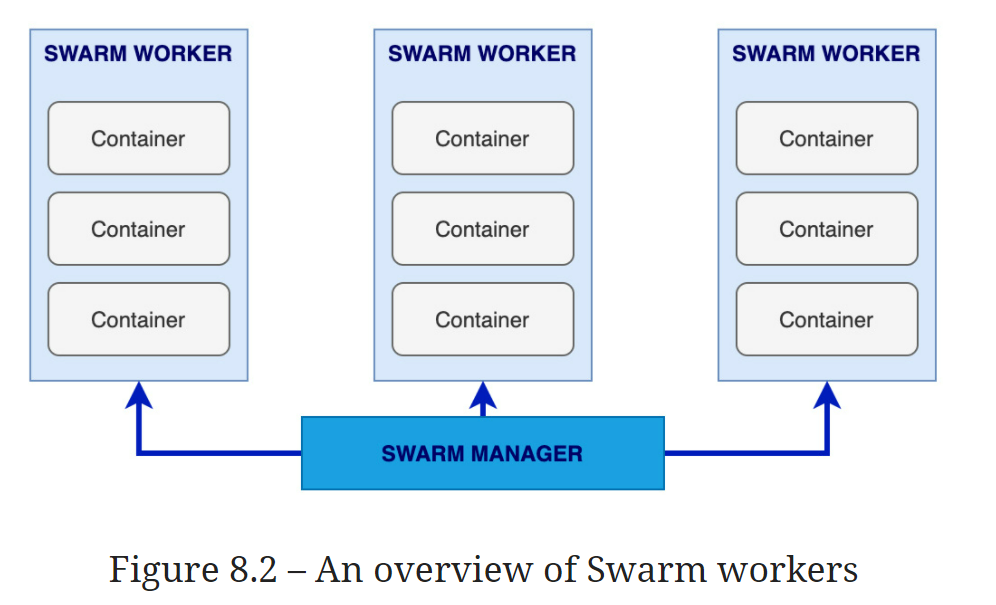 SWARM WORKER
Container
Container
Container
SWARM WORKER
Container
Container
Container
SWARM WORKER
Container
Container
Container
SWARM MANAGER
Figure 8.2 – An overview of Swarm workers